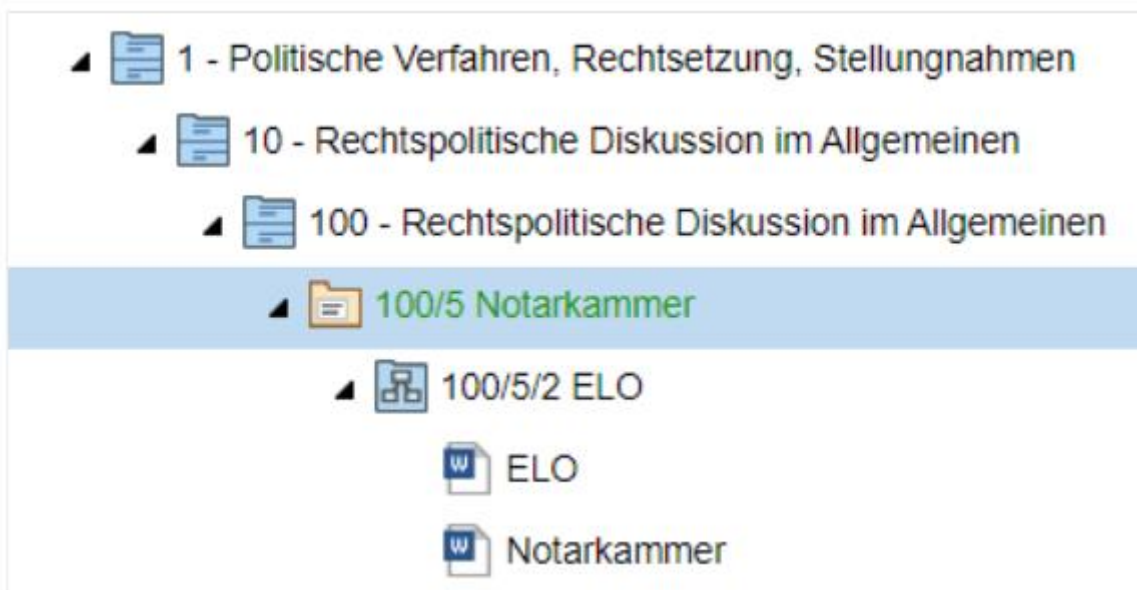 1 - Politische Verfahren, Rechtsetzung, Stellungnahmen
10 - Rechtspolitische Diskussion im Allgemeinen
100 - Rechtspolitische Diskussion im Allgemeinen
100/5 Notarkammer
100/5/2 ELO
W ELO
W Notarkammer